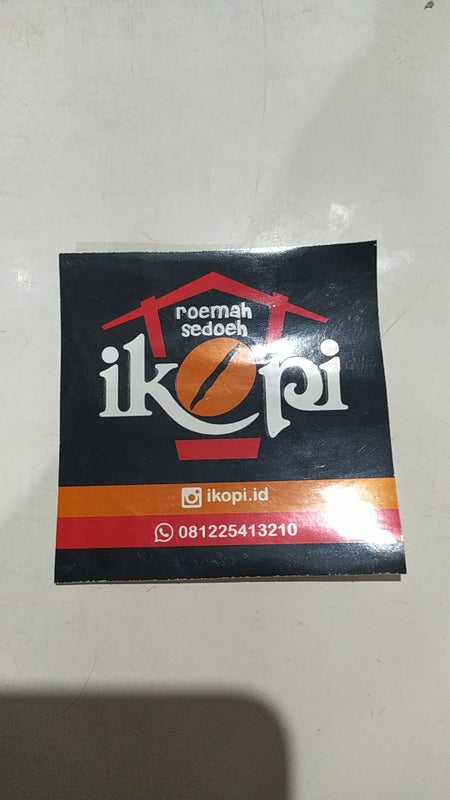 roemah
sedoeh
ikopi
ikopi.id
081225413210